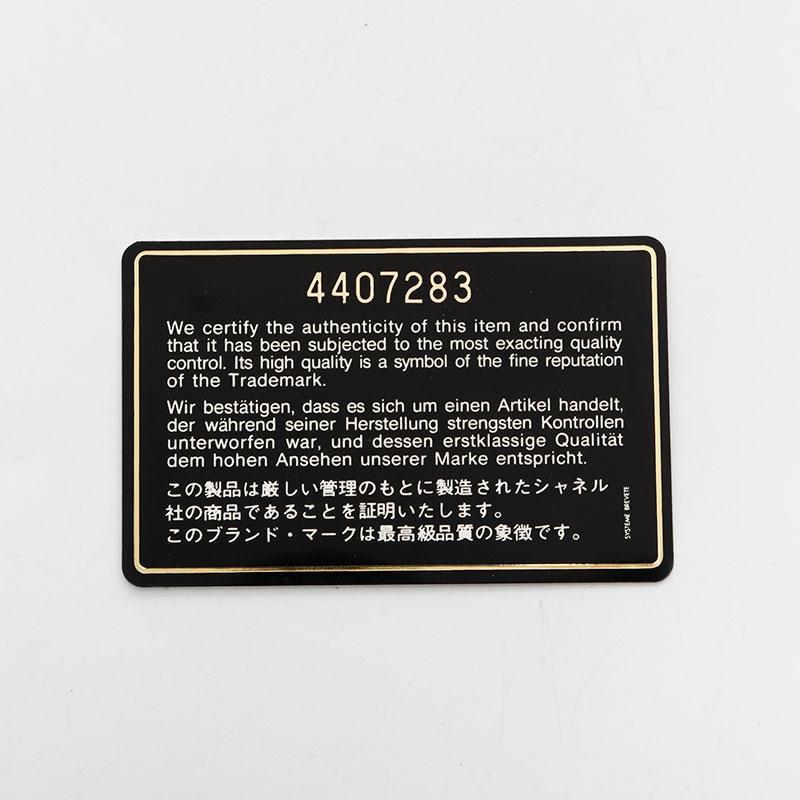 4407283
We certify the authenticity of this item and confirm
that it has been subjected to the most exacting quality
control. Its high quality is a symbol of the fine reputation
of the Trademark.
Wir bestätigen, dass es sich um einen Artikel handelt,
der während seiner Herstellung strengsten Kontrollen
unterworfen war, und dessen erstklassige Qualität
dem hohen Ansehen unserer Marke entspricht.
この製品は厳しい管理のもとに製造されたシャネル
社の商品であることを証明いたします。
このブランド・マークは最高級品質の象徴です。
SYSTEME BREVETE